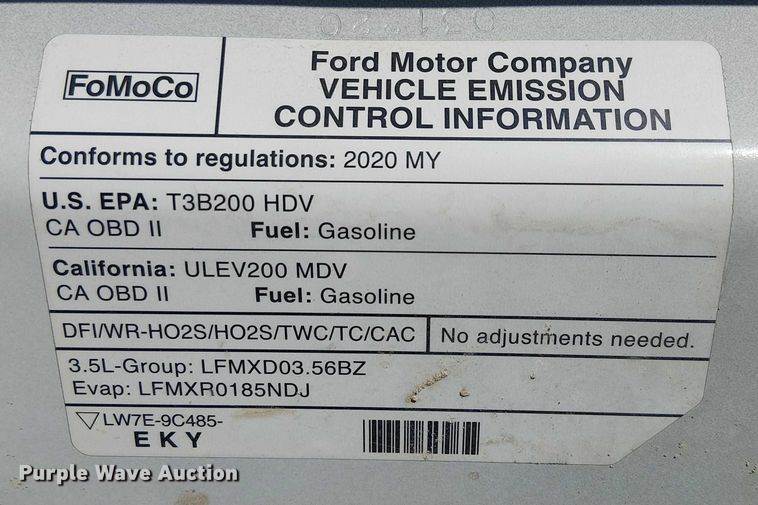 FoMoCo
Ford Motor Company
VEHICLE EMISSION
CONTROL INFORMATION
Conforms to regulations: 2020 MY
U.S. EPA: T3B200 HDV
CA OBD II Fuel: Gasoline
California: ULEV200 MDV
CA OBD II Fuel: Gasoline
DFI/WR-HO2S/HO2S/TWC/TC/CAC No adjustments needed.
3.5L-Group: LFMXD03.56BZ
Evap: LFMXR0185NDJ
LW7E-9C485-
EKY
Purple Wave Auction